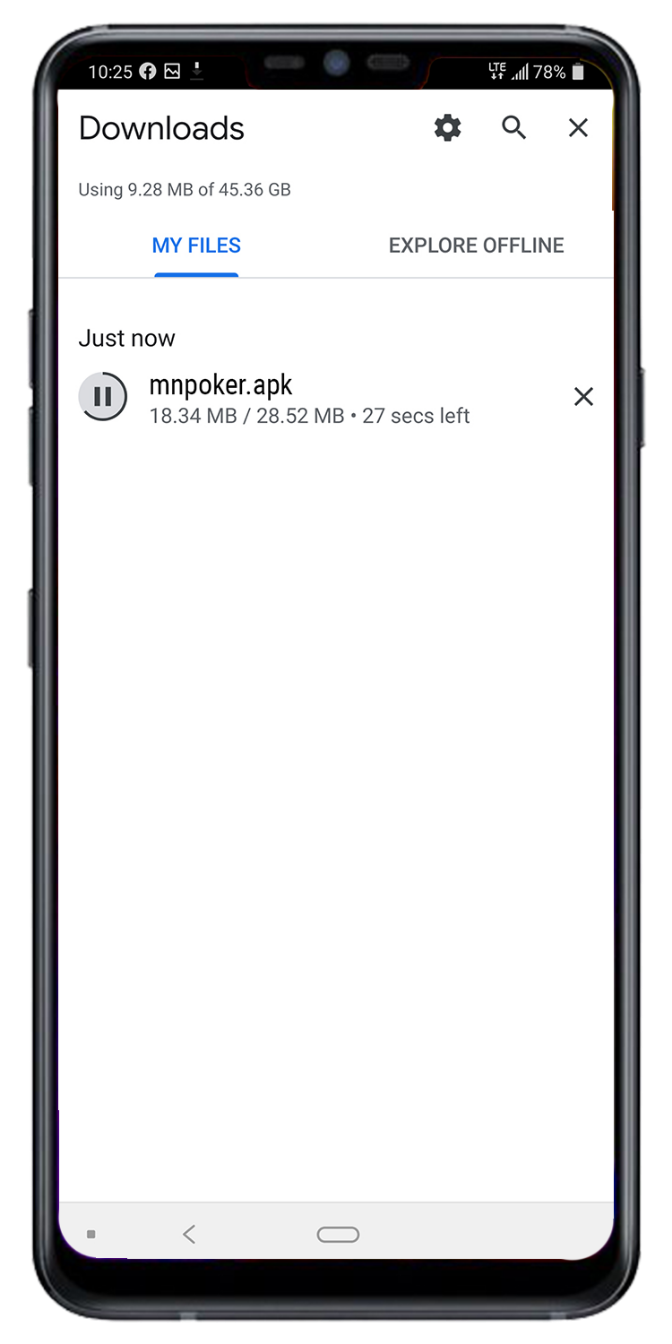 10:25 LTE 78%
Downloads
Using 9.28 MB of 45.36 GB
MY FILES EXPLORE OFFLINE
Just now
mnpoker.apk
18.34 MB / 28.52 MB • 27 secs left